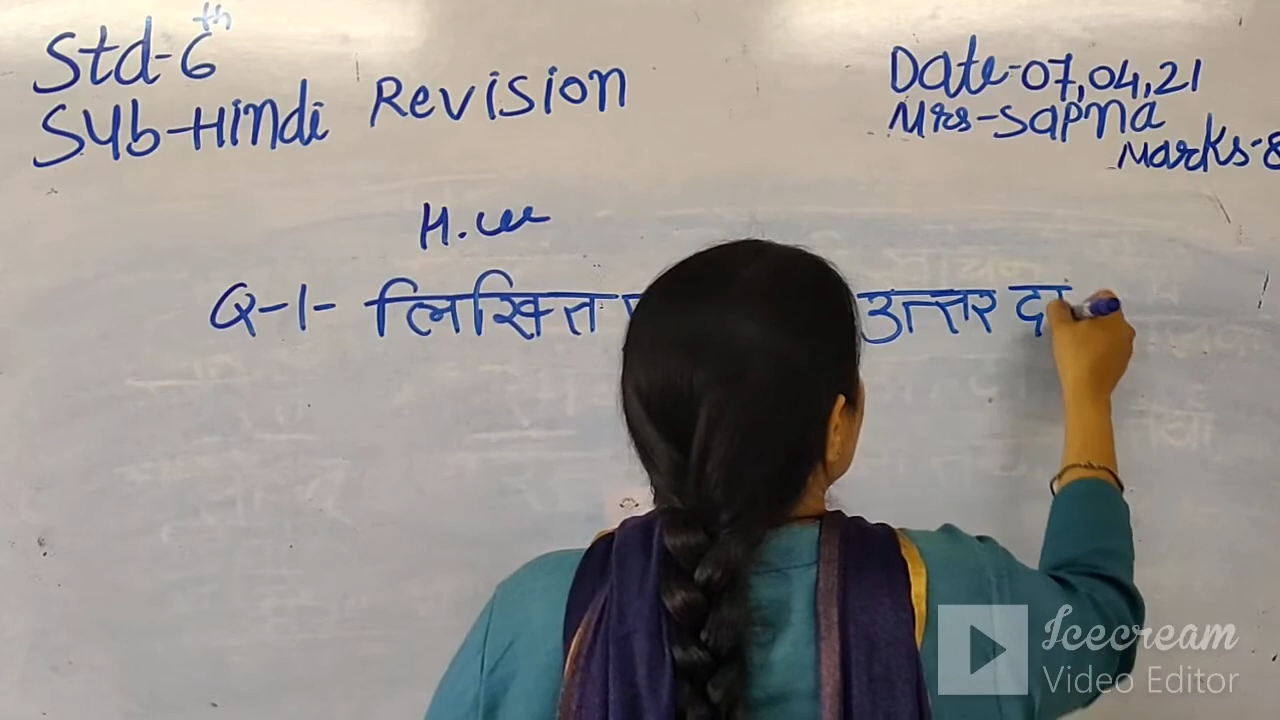 Std-6th
Sub-Hindi Revision
Date-07,04,21
Mrs-Sapna
Marks-8
H.w
Q-1- लिखित उत्तर
Icecream
Video Editor